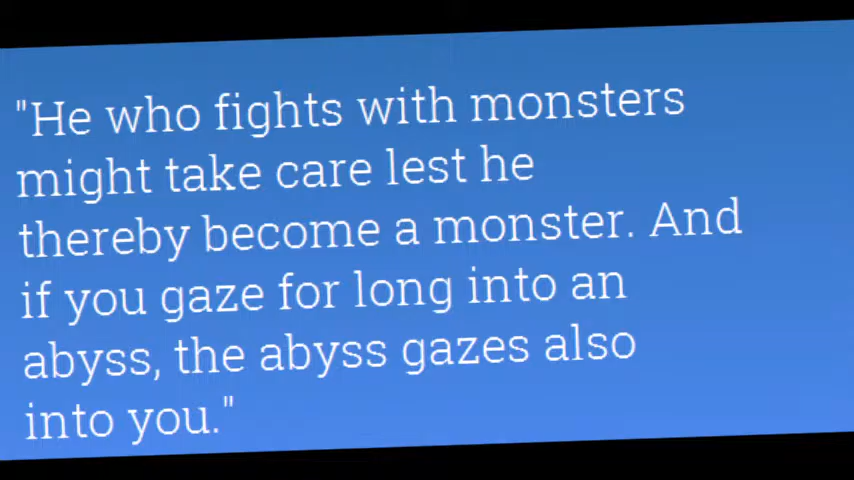 "He who fights with monsters
might take care lest he
thereby become a monster. And
if you gaze for long into an
abyss, the abyss gazes also
into you."